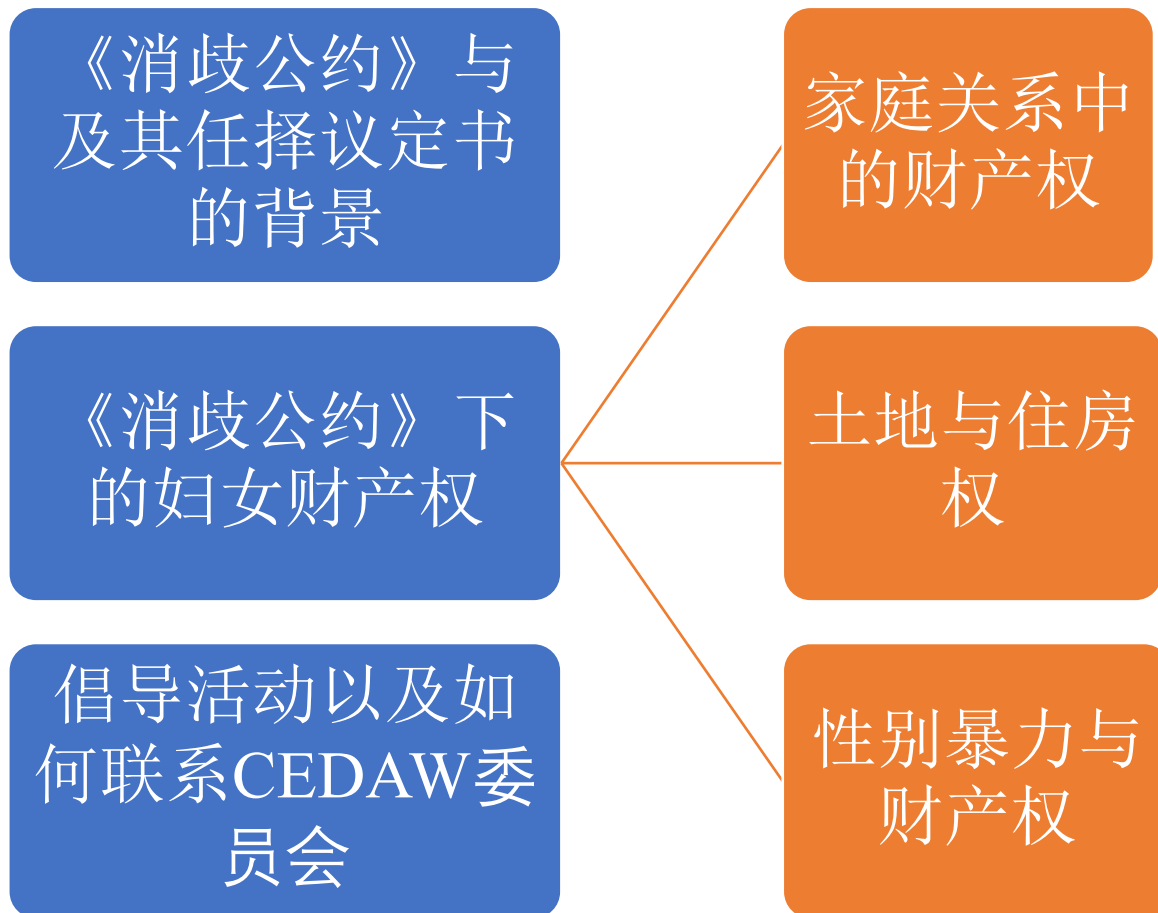 《消歧公约》与
及其任择议定书
的背景
《消歧公约》下
的妇女财产权
倡导活动以及如
何联系CEDAW委
员会
家庭关系中
的财产权
土地与住房
权
性别暴力与
财产权